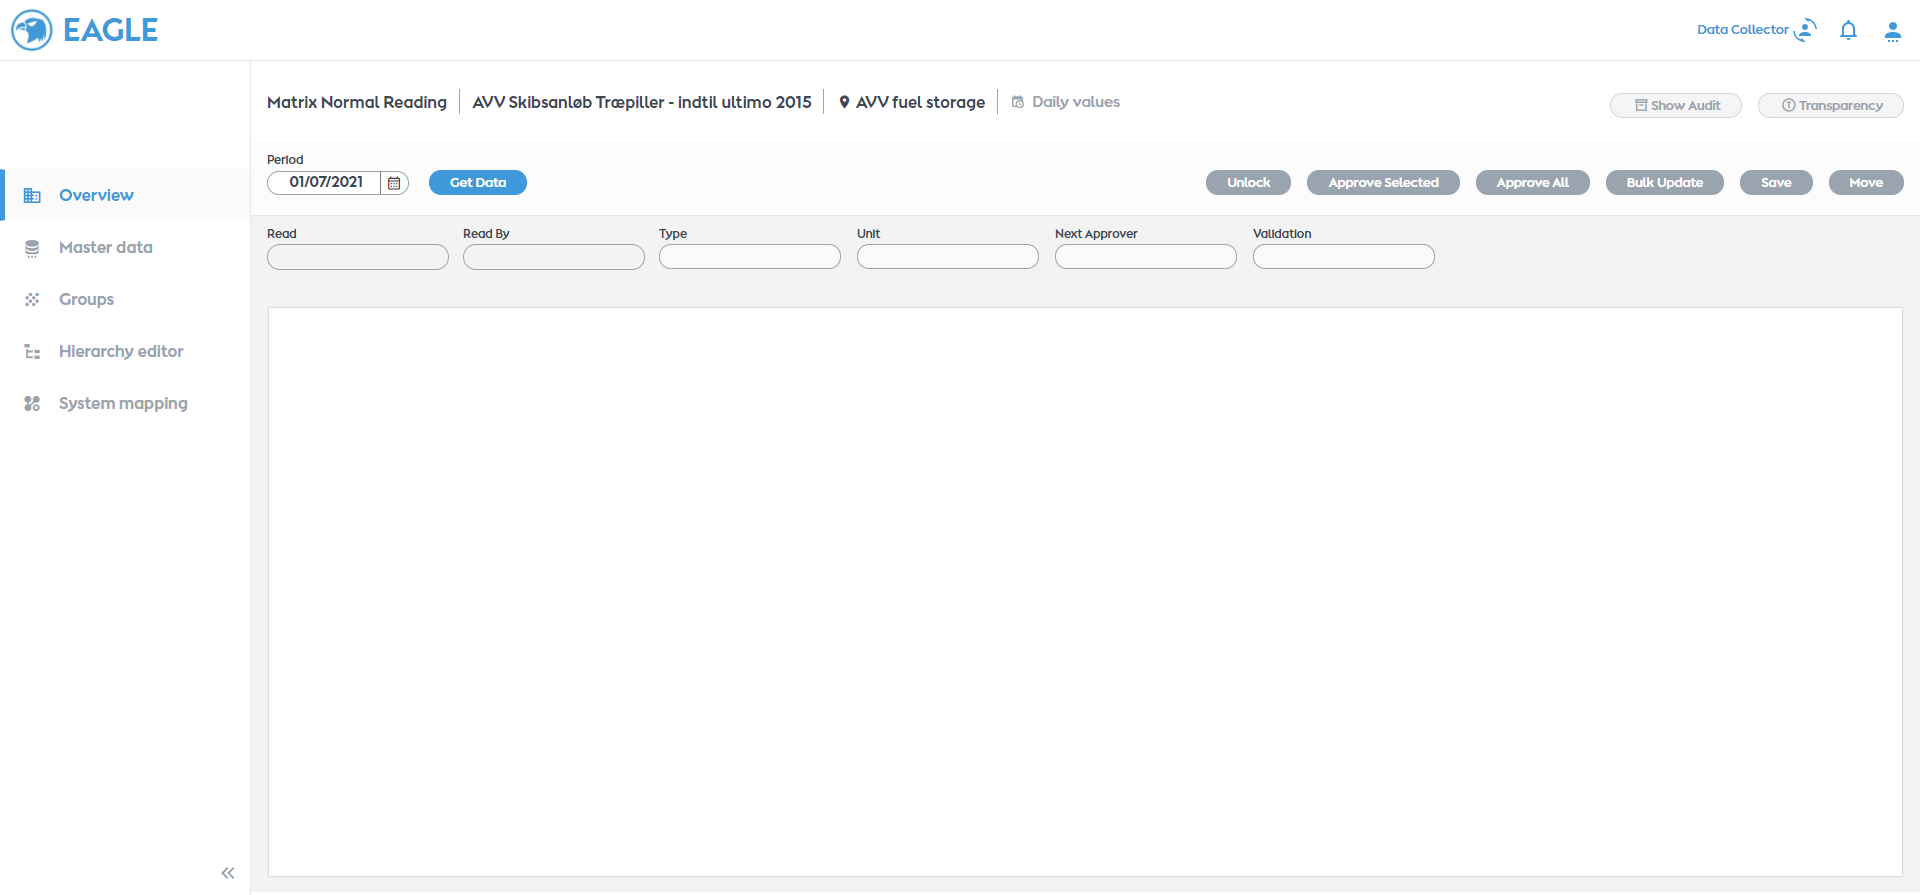 EAGLE
Data Collector
Matrix Normal Reading
AVV Skibsanløb Træpiller - indtil ultimo 2015
AVV fuel storage
Daily values
Show Audit
Transparency
Period
01/07/2021
Get Data
Unlock
Approve Selected
Approve All
Bulk Update
Save
Move
Overview
Master data
Groups
Hierarchy editor
System mapping
Read
Read By
Type
Unit
Next Approver
Validation